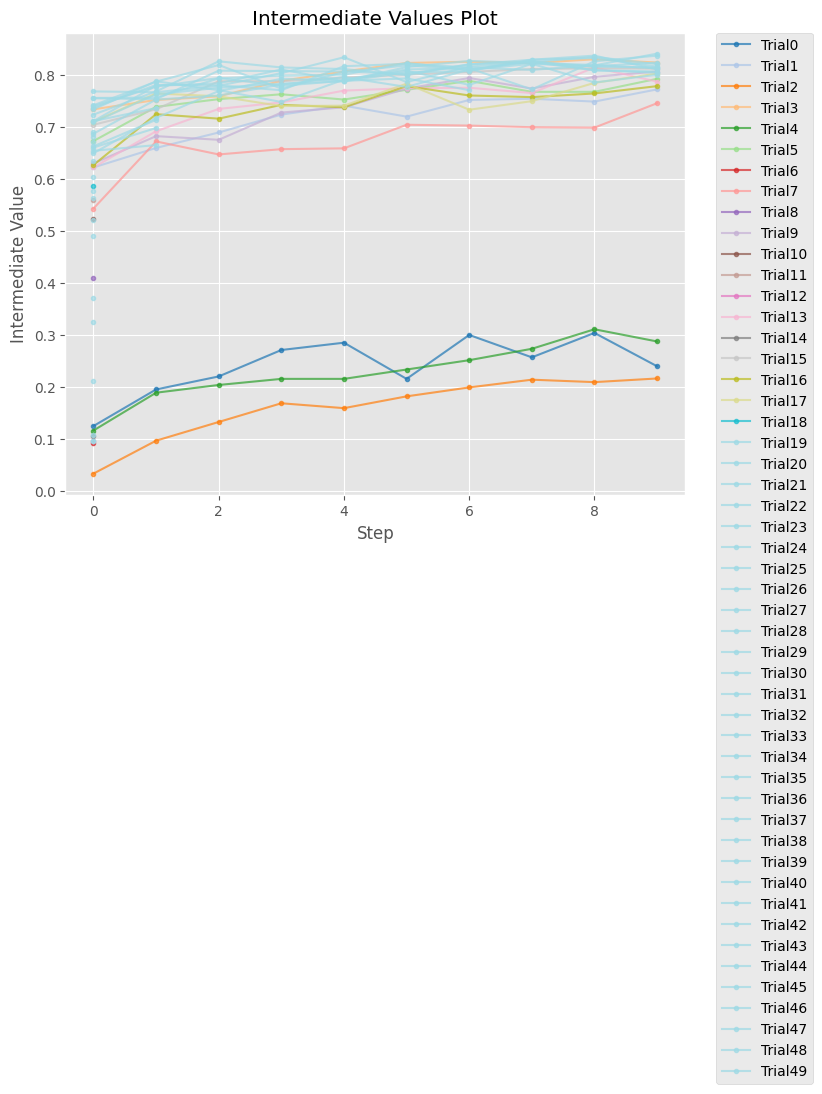 Intermediate Values Plot
Intermediate Value
0.8
0.7
0.6
0.5
0.4
0.3
0.2
0.1
0.0
0 2 4 6 8
Step
Trial0
Trial1
Trial2
Trial3
Trial4
Trial5
Trial6
Trial7
Trial8
Trial9
Trial10
Trial11
Trial12
Trial13
Trial14
Trial15
Trial16
Trial17
Trial18
Trial19
Trial20
Trial21
Trial22
Trial23
Trial24
Trial25
Trial26
Trial27
Trial28
Trial29
Trial30
Trial31
Trial32
Trial33
Trial34
Trial35
Trial36
Trial37
Trial38
Trial39
Trial40
Trial41
Trial42
Trial43
Trial44
Trial45
Trial46
Trial47
Trial48
Trial49